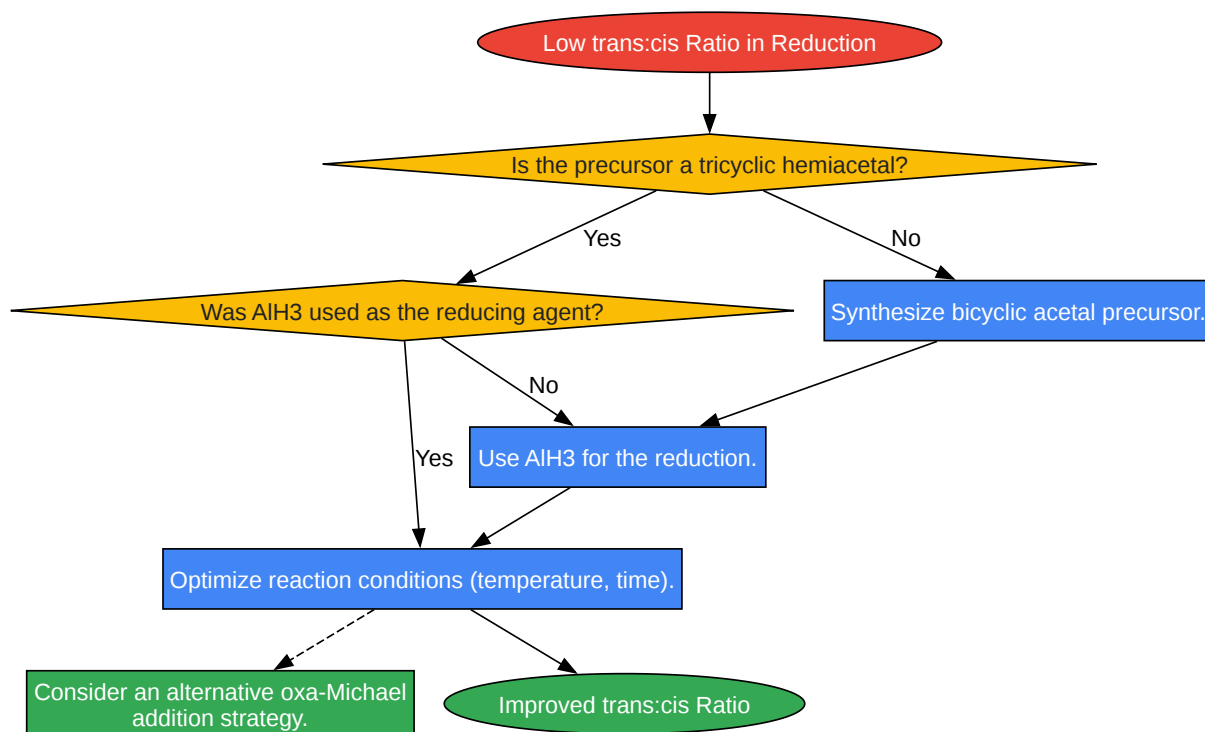 Low trans:cis Ratio in Reduction
Is the precursor a tricyclic hemiacetal?
Yes
No
Was AlH3 used as the reducing agent?
Synthesize bicyclic acetal precursor.
No
Yes
Use AlH3 for the reduction.
Optimize reaction conditions (temperature, time).
Consider an alternative oxa-Michael
addition strategy.
Improved trans:cis Ratio